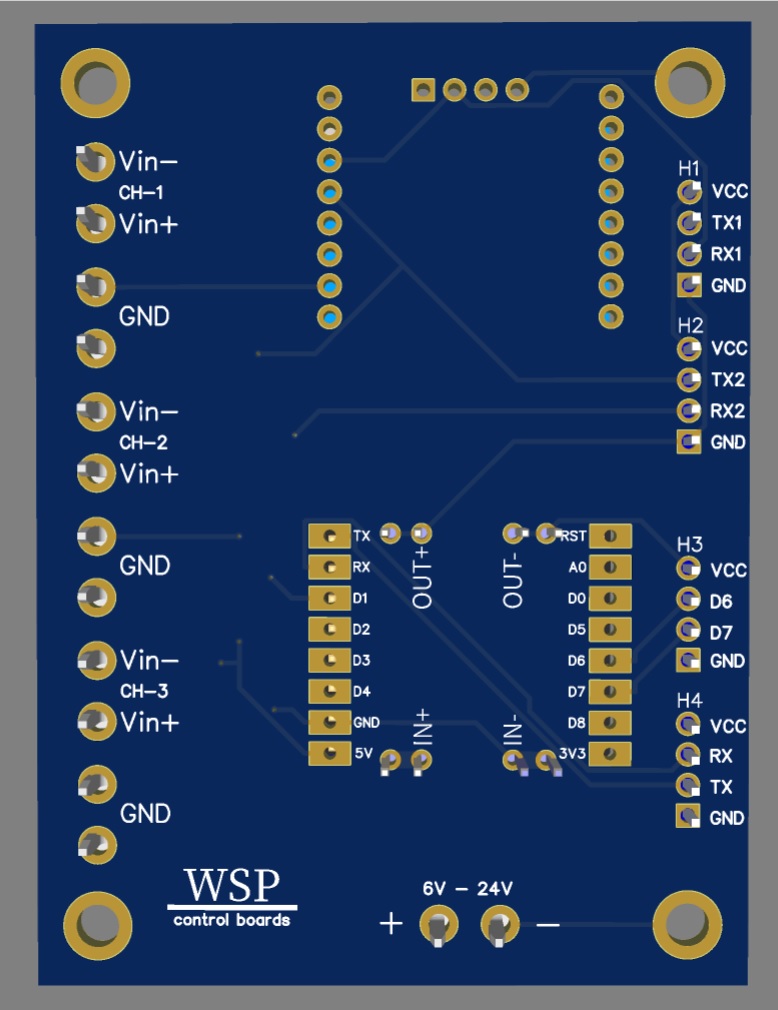 Vin-
CH-1
Vin+
GND
Vin-
CH-2
Vin+
GND
Vin-
CH-3
Vin+
GND
H1
VCC
TX1
RX1
GND
H2
VCC
TX2
RX2
GND
H3
VCC
D6
D7
GND
H4
VCC
RX
TX
GND
TX
RX
D1
D2
D3
D4
GND
5V
OUT+
OUT-
IN+
IN-
RST
A0
D0
D5
D6
D7
D8
3V3
WSP
control boards
6V - 24V
+ -